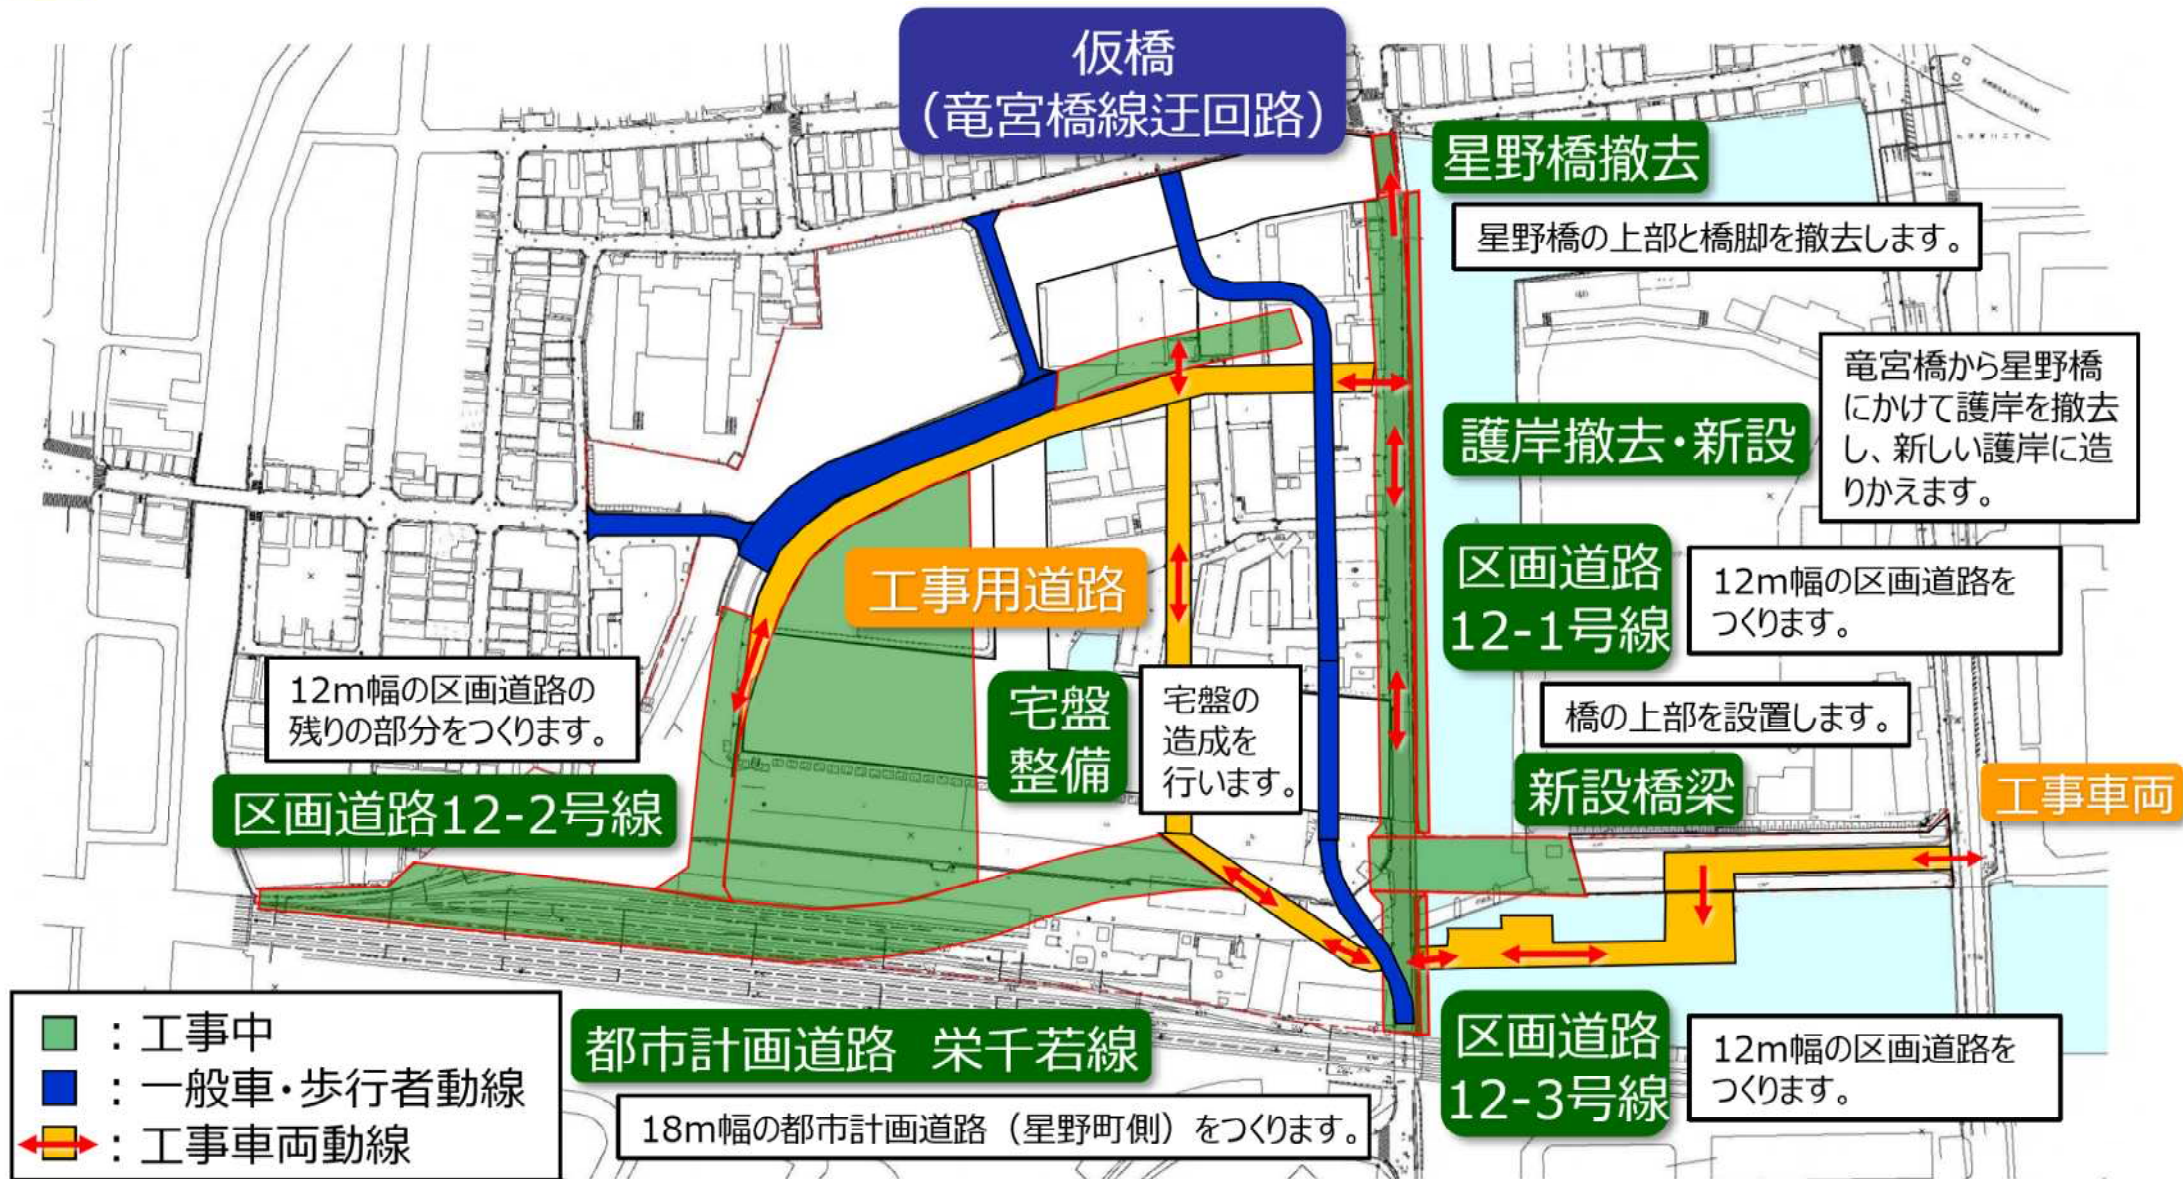 仮橋
（竜宮橋線迂回路）
星野橋撤去
星野橋の上部と橋脚を撤去します。
竜宮橋から星野橋
にかけて護岸を撤去
し、新しい護岸に造
りかえます。
護岸撤去・新設
区画道路
12-1号線
12m幅の区画道路を
つくります。
工事用道路
12m幅の区画道路の
残りの部分をつくります。
区画道路12-2号線
宅盤
整備
宅盤の
造成を
行います。
橋の上部を設置します。
新設橋梁
工事車両
：工事中
：一般車・歩行者動線
：工事車両動線
都市計画道路　栄千若線
18m幅の都市計画道路（星野町側）をつくります。
区画道路
12-3号線
12m幅の区画道路を
つくります。